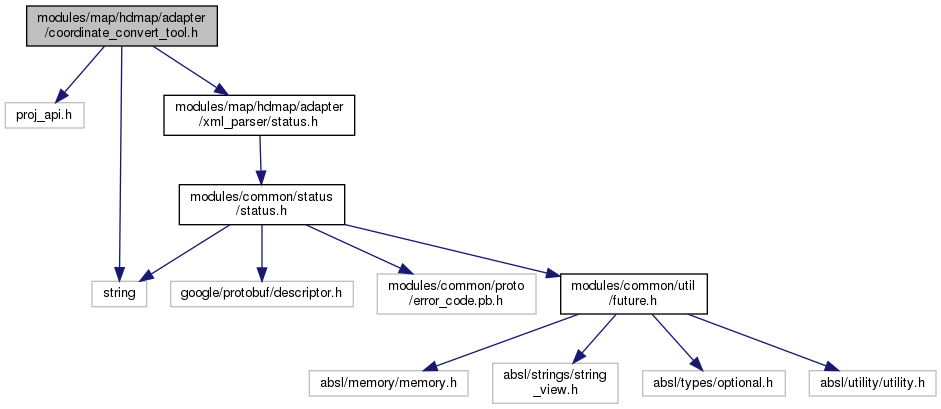 modules/map/hdmap/adapter
/coordinate_convert_tool.h
proj_api.h
modules/map/hdmap/adapter
/xml_parser/status.h
modules/common/status
/status.h
string
google/protobuf/descriptor.h
modules/common/proto
/error_code.pb.h
modules/common/util
/future.h
absl/memory/memory.h
absl/strings/string
_view.h
absl/types/optional.h
absl/utility/utility.h